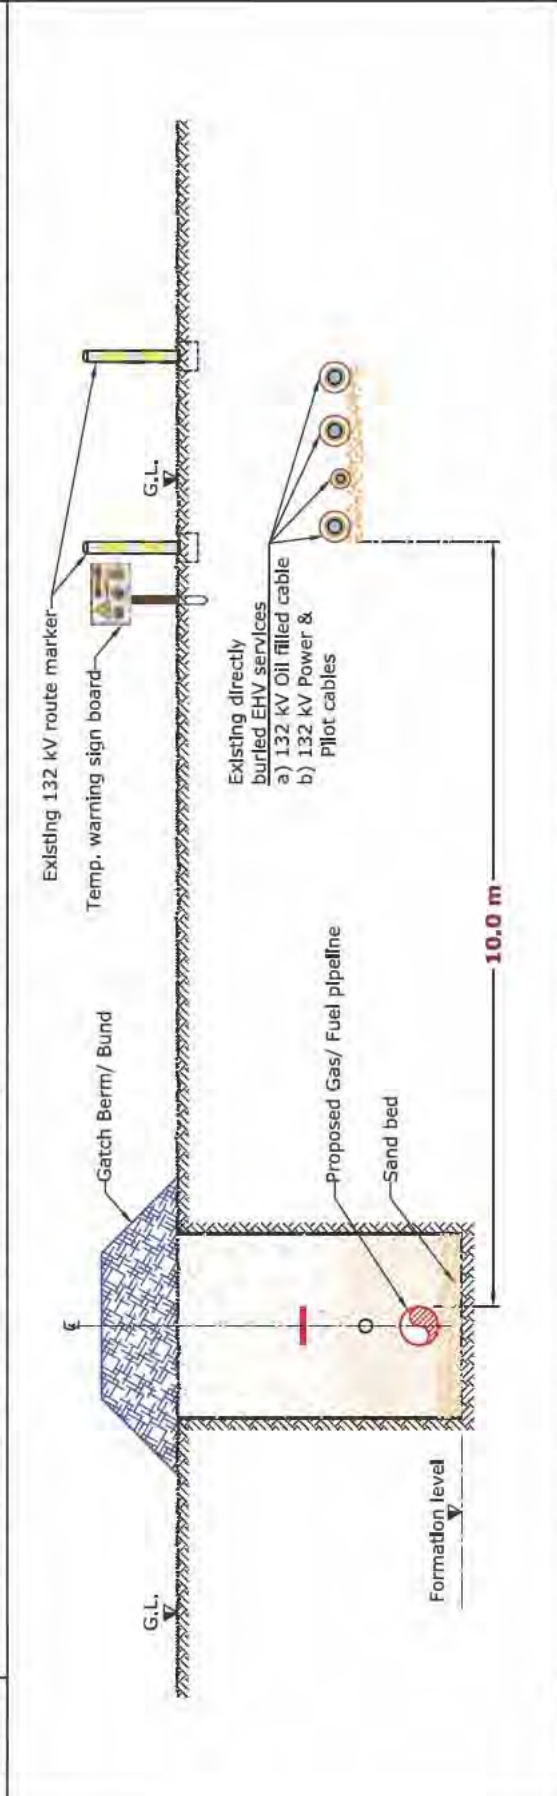 Existing 132 kV route marker
Temp. warning sign board
Gatch Berm/ Bund
G.L.
G.L.
Existing directly
buried EHV services
a) 132 kV Oil filled cable
b) 132 kV Power &
Pilot cables
Proposed Gas/ Fuel pipeline
Sand bed
Formation level
10.0 m